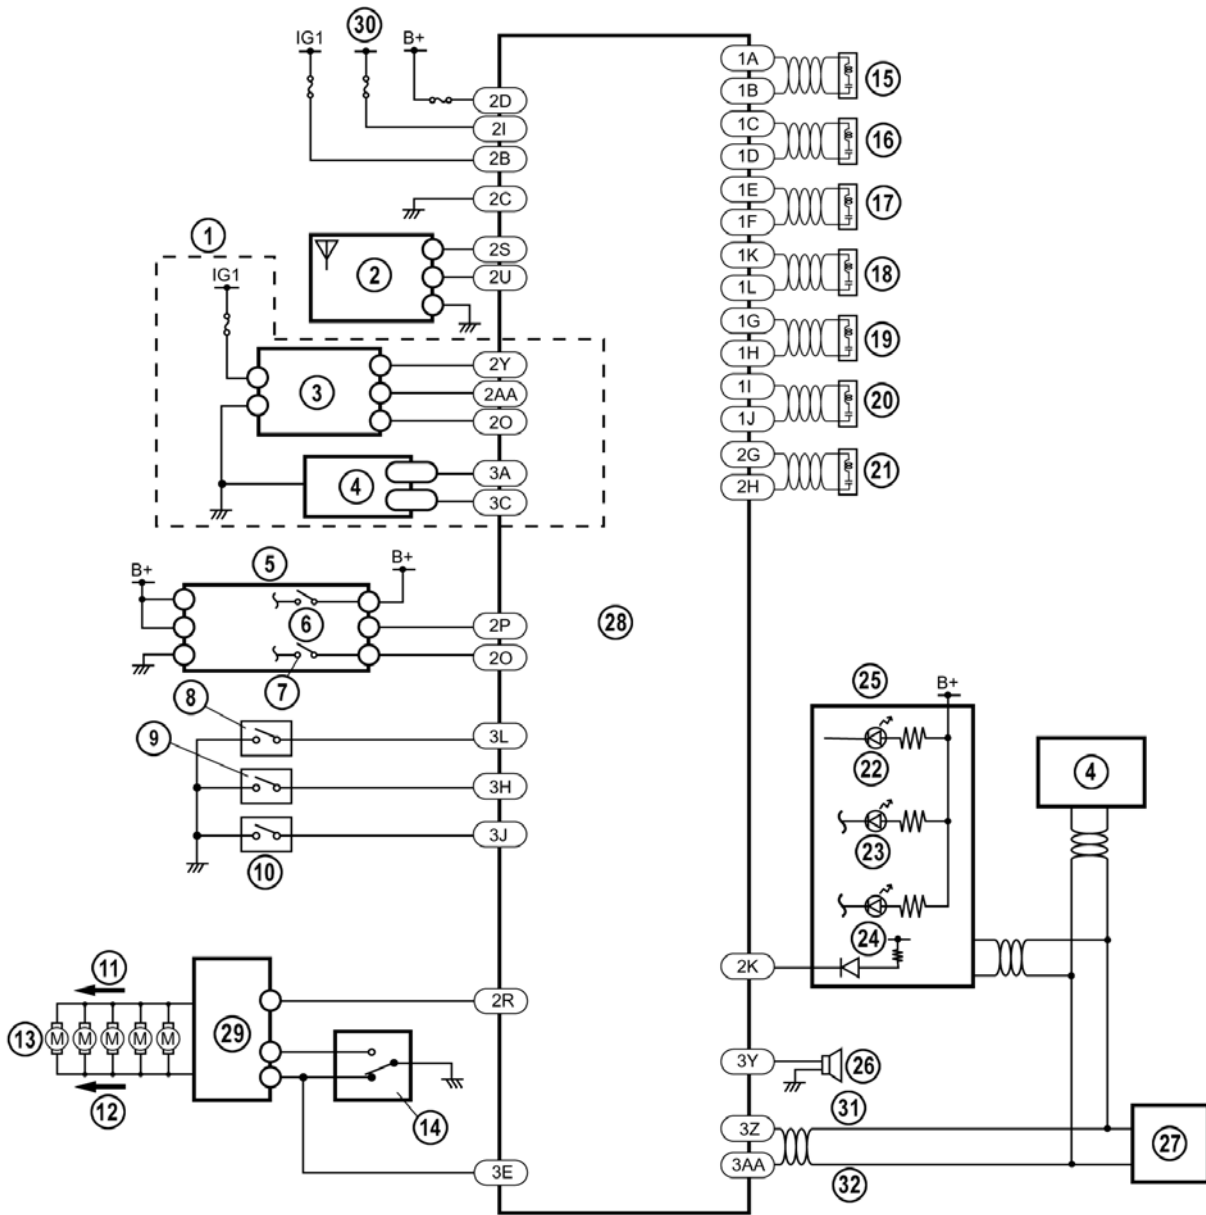 30
IG1
B+
2D
2I
2B
2C
1
IG1
2
2S
2U
3
2Y
2AA
2O
4
3A
3C
5
B+
B+
6
2P
7
2O
8
3L
9
3H
10
3J
11
13
M
M
M
M
M
12
29
2R
14
3E
28
1A
1B
15
1C
1D
16
1E
1F
17
1K
1L
18
1G
1H
19
1I
1J
20
2G
2H
21
25
B+
22
23
24
2K
4
3Y
26
31
3Z
3AA
32
27